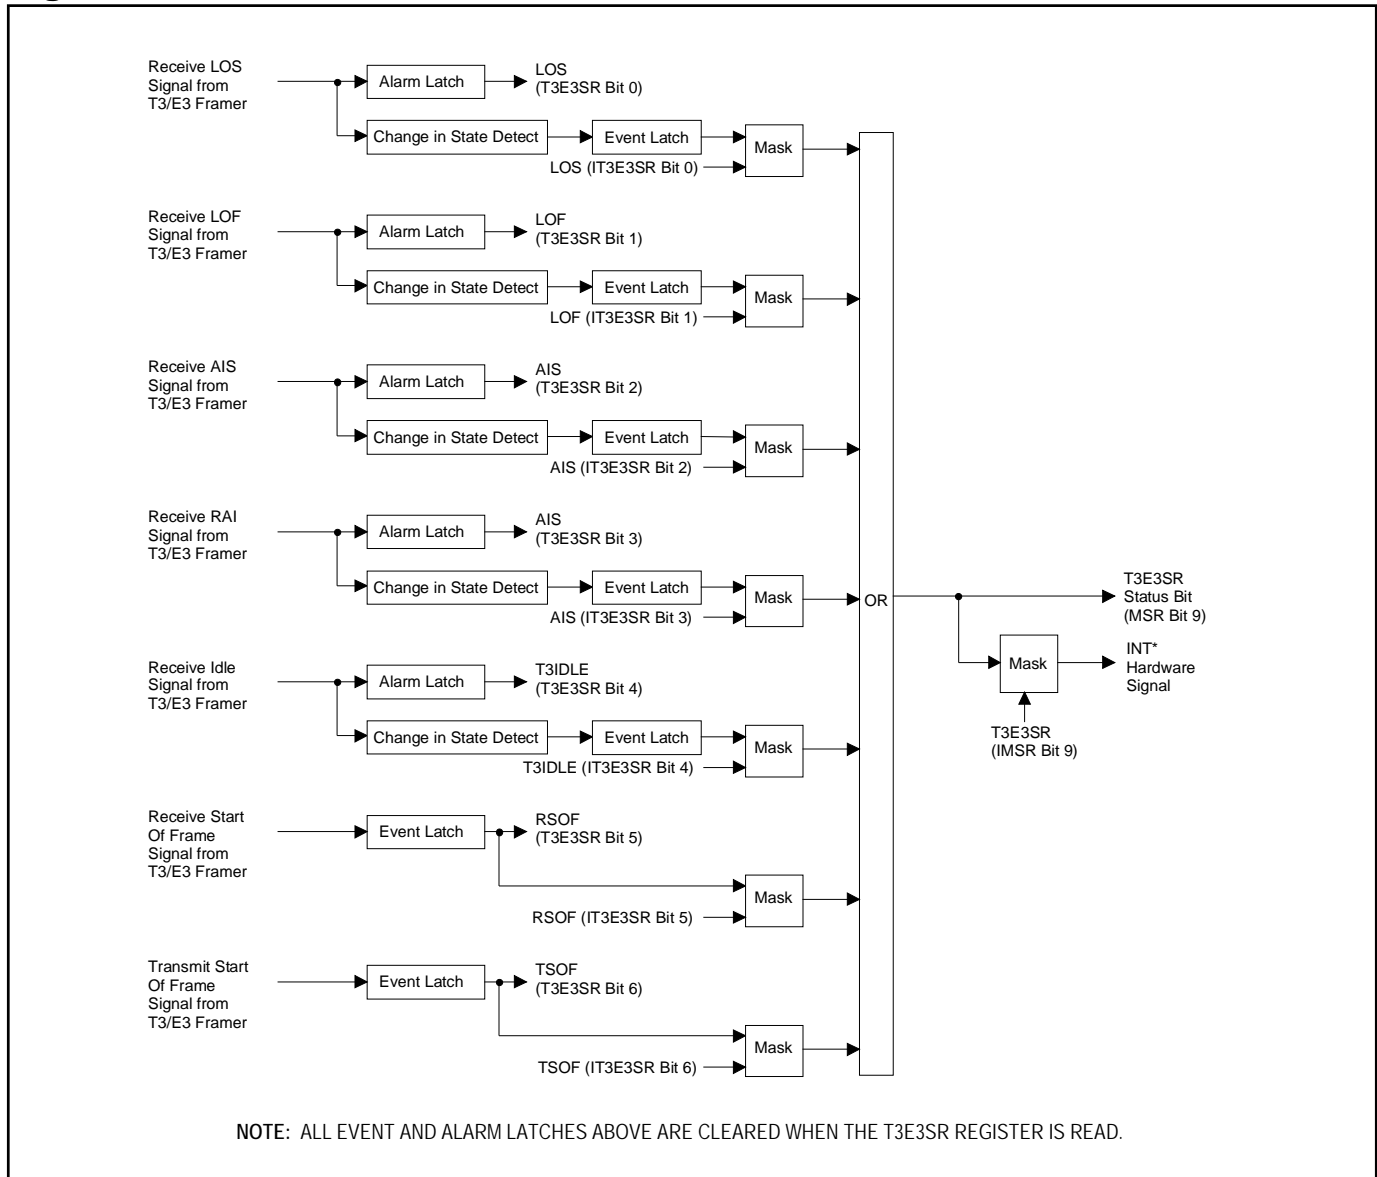 Receive LOS
Signal from
T3/E3 Framer
Alarm Latch
LOS
(T3E3SR Bit 0)
Change in State Detect
Event Latch
Mask
LOS (IT3E3SR Bit 0)
Receive LOF
Signal from
T3/E3 Framer
Alarm Latch
LOF
(T3E3SR Bit 1)
Change in State Detect
Event Latch
Mask
LOF (IT3E3SR Bit 1)
Receive AIS
Signal from
T3/E3 Framer
Alarm Latch
AIS
(T3E3SR Bit 2)
Change in State Detect
Event Latch
Mask
AIS (IT3E3SR Bit 2)
Receive RAI
Signal from
T3/E3 Framer
Alarm Latch
AIS
(T3E3SR Bit 3)
Change in State Detect
Event Latch
Mask
AIS (IT3E3SR Bit 3)
OR
T3E3SR
Status Bit
(MSR Bit 9)
Mask
INT*
Hardware
Signal
T3E3SR
(IMSR Bit 9)
Receive Idle
Signal from
T3/E3 Framer
Alarm Latch
T3IDLE
(T3E3SR Bit 4)
Change in State Detect
Event Latch
Mask
T3IDLE (IT3E3SR Bit 4)
Receive Start
Of Frame
Signal from
T3/E3 Framer
Event Latch
RSOF
(T3E3SR Bit 5)
Mask
RSOF (IT3E3SR Bit 5)
Transmit Start
Of Frame
Signal from
T3/E3 Framer
Event Latch
TSOF
(T3E3SR Bit 6)
Mask
TSOF (IT3E3SR Bit 6)
NOTE: ALL EVENT AND ALARM LATCHES ABOVE ARE CLEARED WHEN THE T3E3SR REGISTER IS READ.